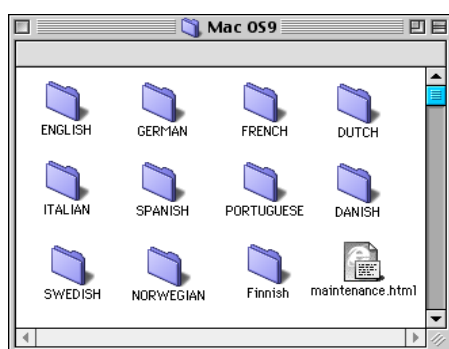 Mac OS9
ENGLISH GERMAN FRENCH DUTCH
ITALIAN SPANISH PORTUGUESE DANISH
SWEDISH NORWEGIAN Finnish maintenance.html